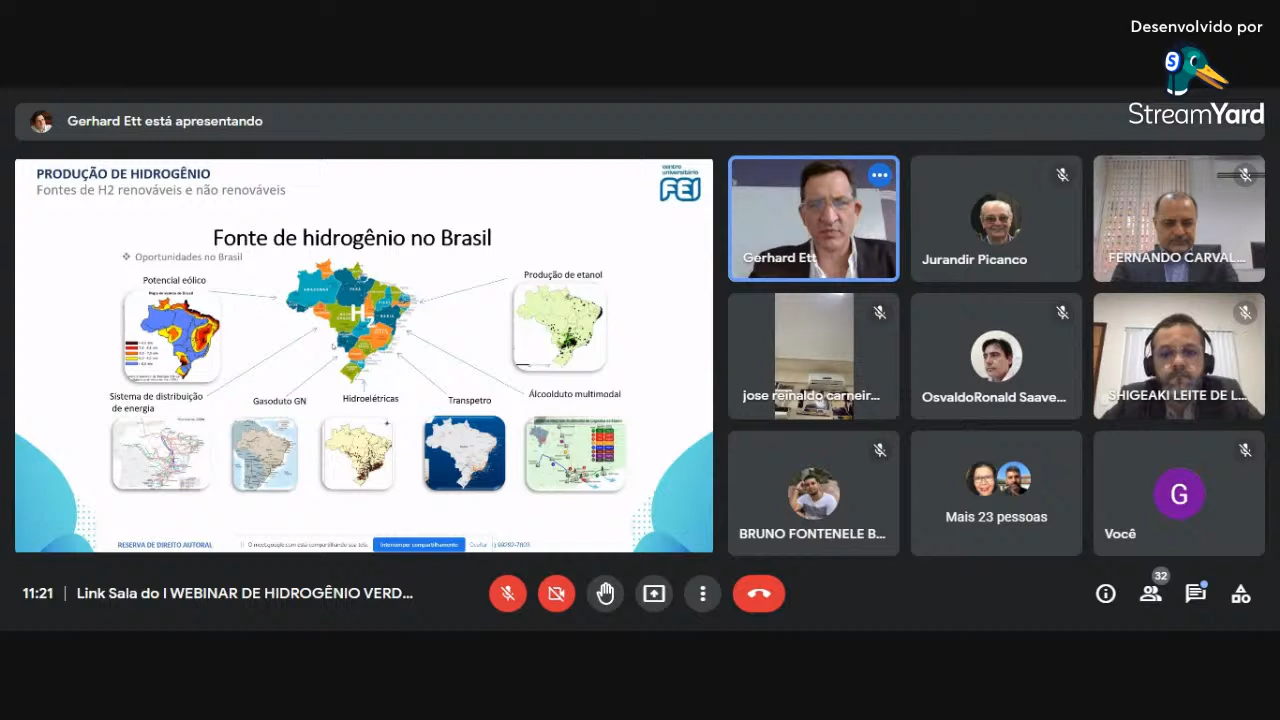 Desenvolvido por
StreamYard
Gerhard Ett está apresentando
PRODUÇÃO DE HIDROGÊNIO
Fontes de H2 renováveis e não renováveis
centro
universitário
FEI
Fonte de hidrogênio no Brasil
❖ Oportunidades no Brasil
Potencial eólico
Produção de etanol
H2
Sistema de distribuição
de energia
Gasoduto GN
Hidroelétricas
Transpetro
Álcoolduto multimodal
RESERVA DE DIREITO AUTORAL
Interromper compartilhamento
Ocultar
Gerhard Ett
Jurandir Picanco
FERNANDO CARVAL...
jose reinaldo carneir...
OsvaldoRonald Saave...
SHIGEAKI LEITE DE L...
BRUNO FONTENELE B...
Mais 23 pessoas
G
Você
11:21 | Link Sala do I WEBINAR DE HIDROGÊNIO VERD...
32